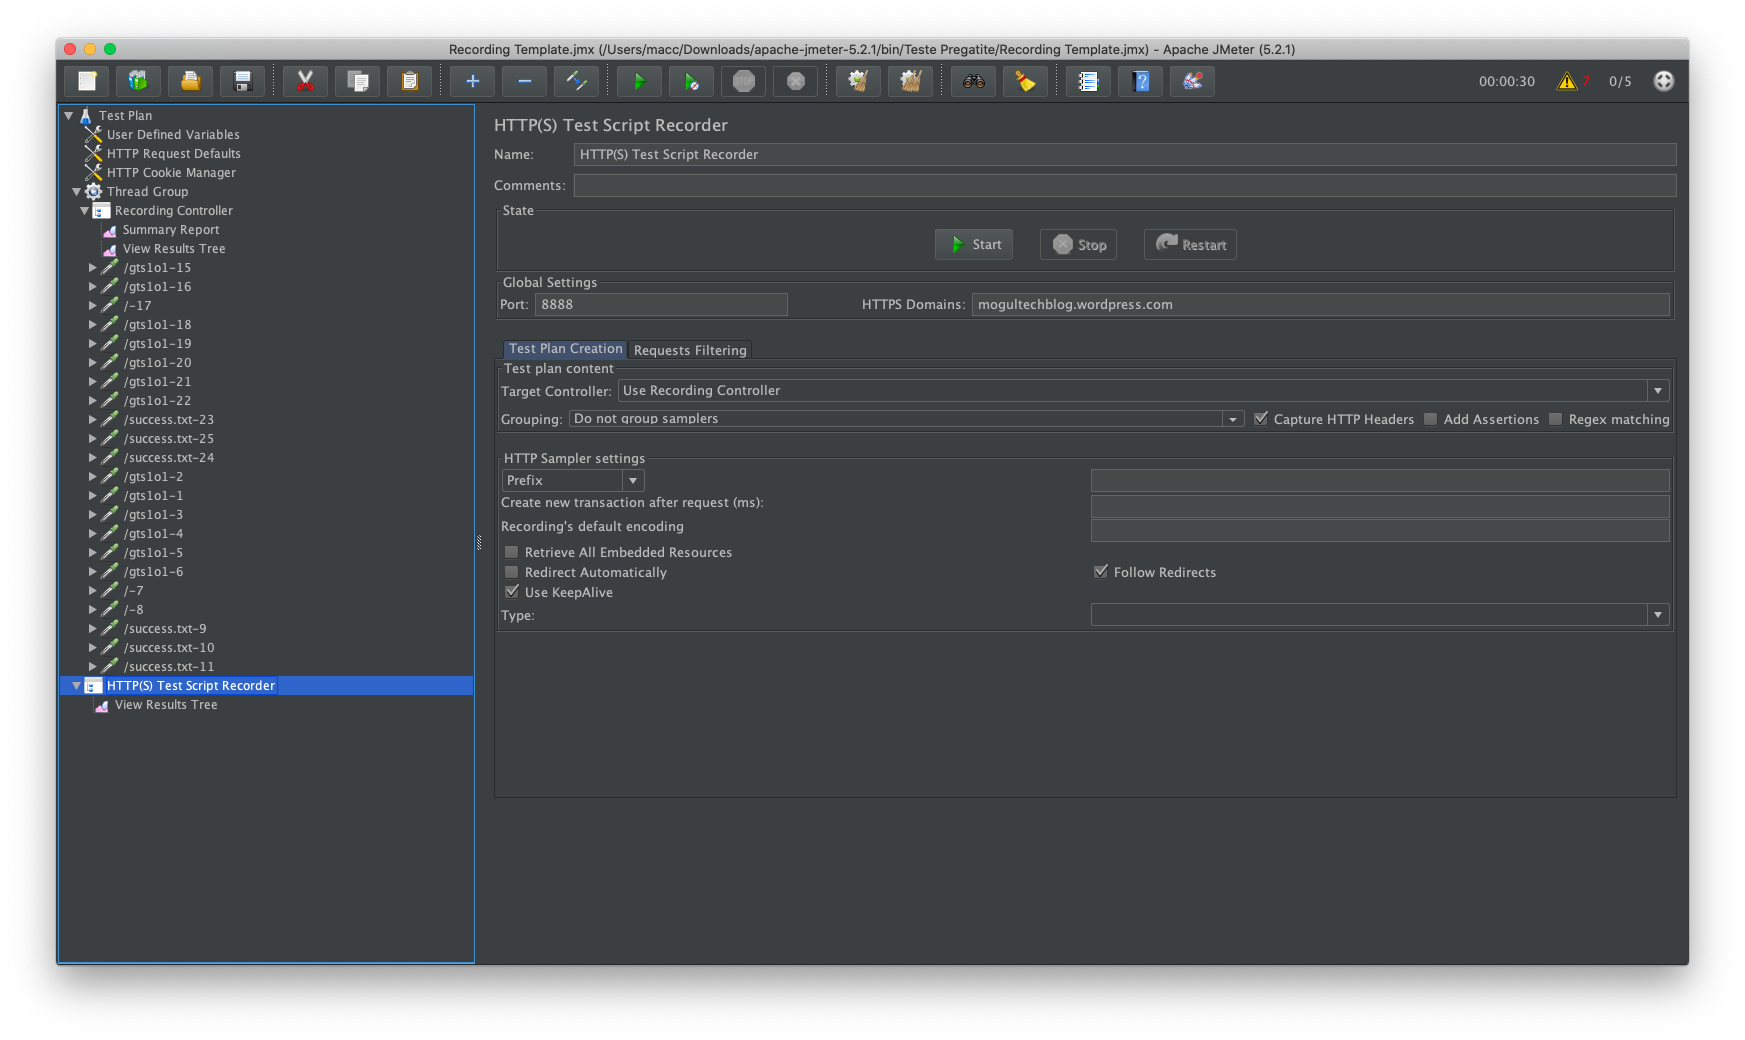 Recording Template.jmx (/Users/macc/Downloads/apache-jmeter-5.2.1/bin/Teste Pregatite/Recording Template.jmx) - Apache JMeter (5.2.1)
STOP
00:00:30
7
0/5
Test Plan
User Defined Variables
HTTP Request Defaults
HTTP Cookie Manager
Thread Group
Recording Controller
Summary Report
View Results Tree
/gts1o1-15
/gts1o1-16
/-17
/gts1o1-18
/gts1o1-19
/gts1o1-20
/gts1o1-21
/gts1o1-22
/success.txt-23
/success.txt-25
/success.txt-24
/gts1o1-2
/gts1o1-1
/gts1o1-3
/gts1o1-4
/gts1o1-5
/gts1o1-6
/-7
/-8
/success.txt-9
/success.txt-10
/success.txt-11
HTTP(S) Test Script Recorder
View Results Tree
HTTP(S) Test Script Recorder
Name: HTTP(S) Test Script Recorder
Comments:
State
Start Stop Restart
Global Settings
Port: 8888 HTTPS Domains: mogultechblog.wordpress.com
Test Plan Creation Requests Filtering
Test plan content
Target Controller: Use Recording Controller
Grouping: Do not group samplers Capture HTTP Headers Add Assertions Regex matching
HTTP Sampler settings
Prefix
Create new transaction after request (ms):
Recording's default encoding
Retrieve All Embedded Resources
Redirect Automatically Follow Redirects
Use KeepAlive
Type: